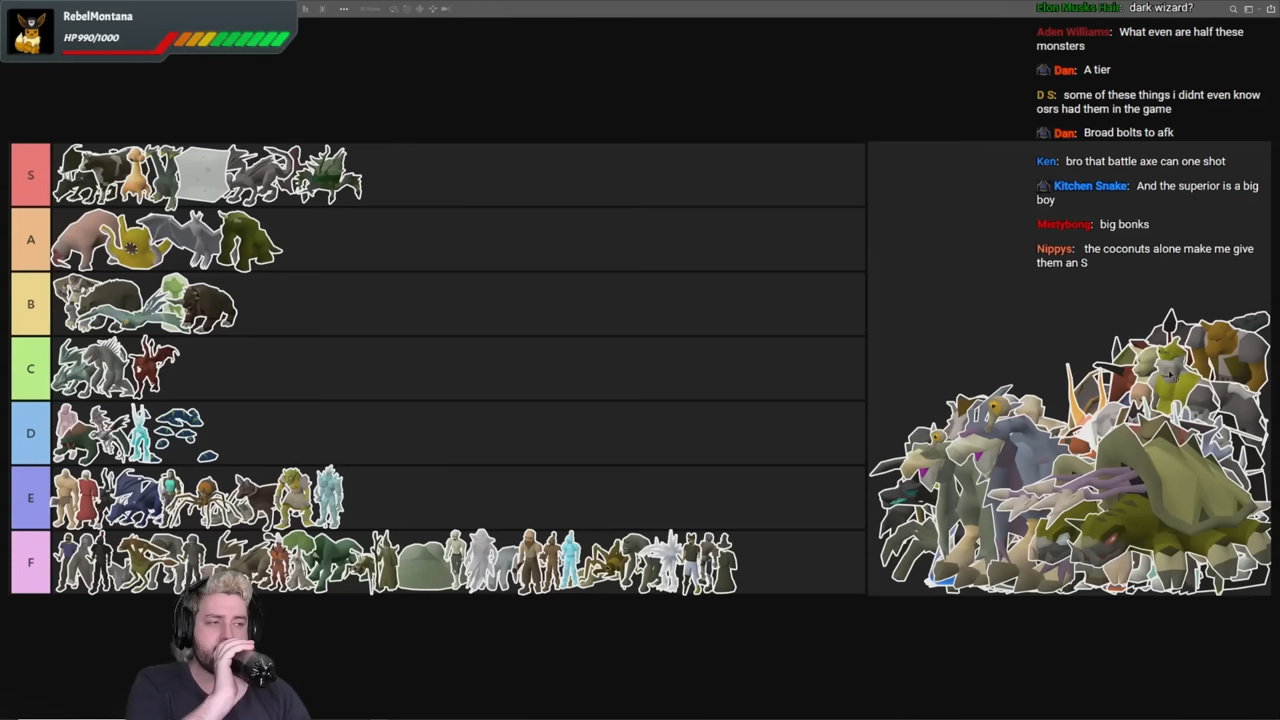 RebelMontana
HP 990/1000
Elon Musks Hair: dark wizard?
Aden Williams: What even are half these
monsters
Dan: A tier
D S: some of these things i didnt even know
osrs had them in the game
Dan: Broad bolts to afk
Ken: bro that battle axe can one shot
Kitchen Snake: And the superior is a big
boy
Mistybong: big bonks
Nippys: the coconuts alone make me give
them an S
S
A
B
C
D
E
F